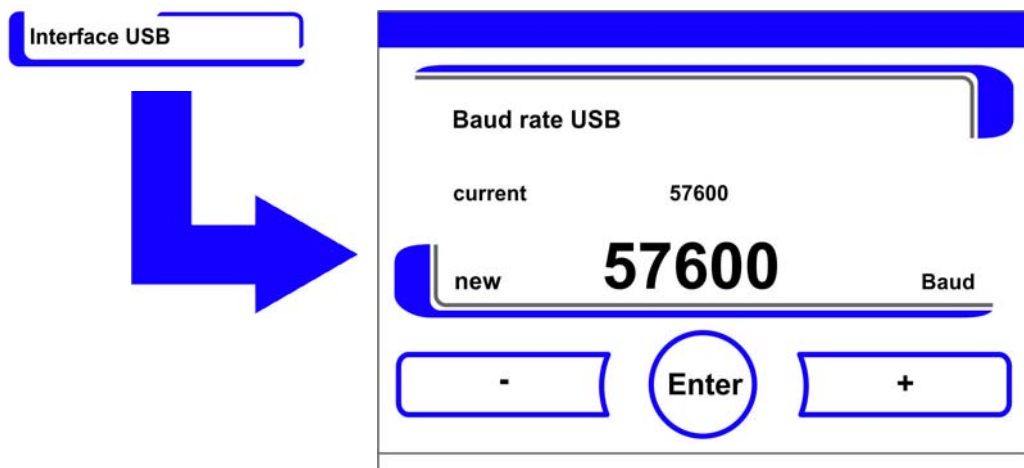 Interface USB
Baud rate USB
current 57600
new 57600 Baud
- Enter +